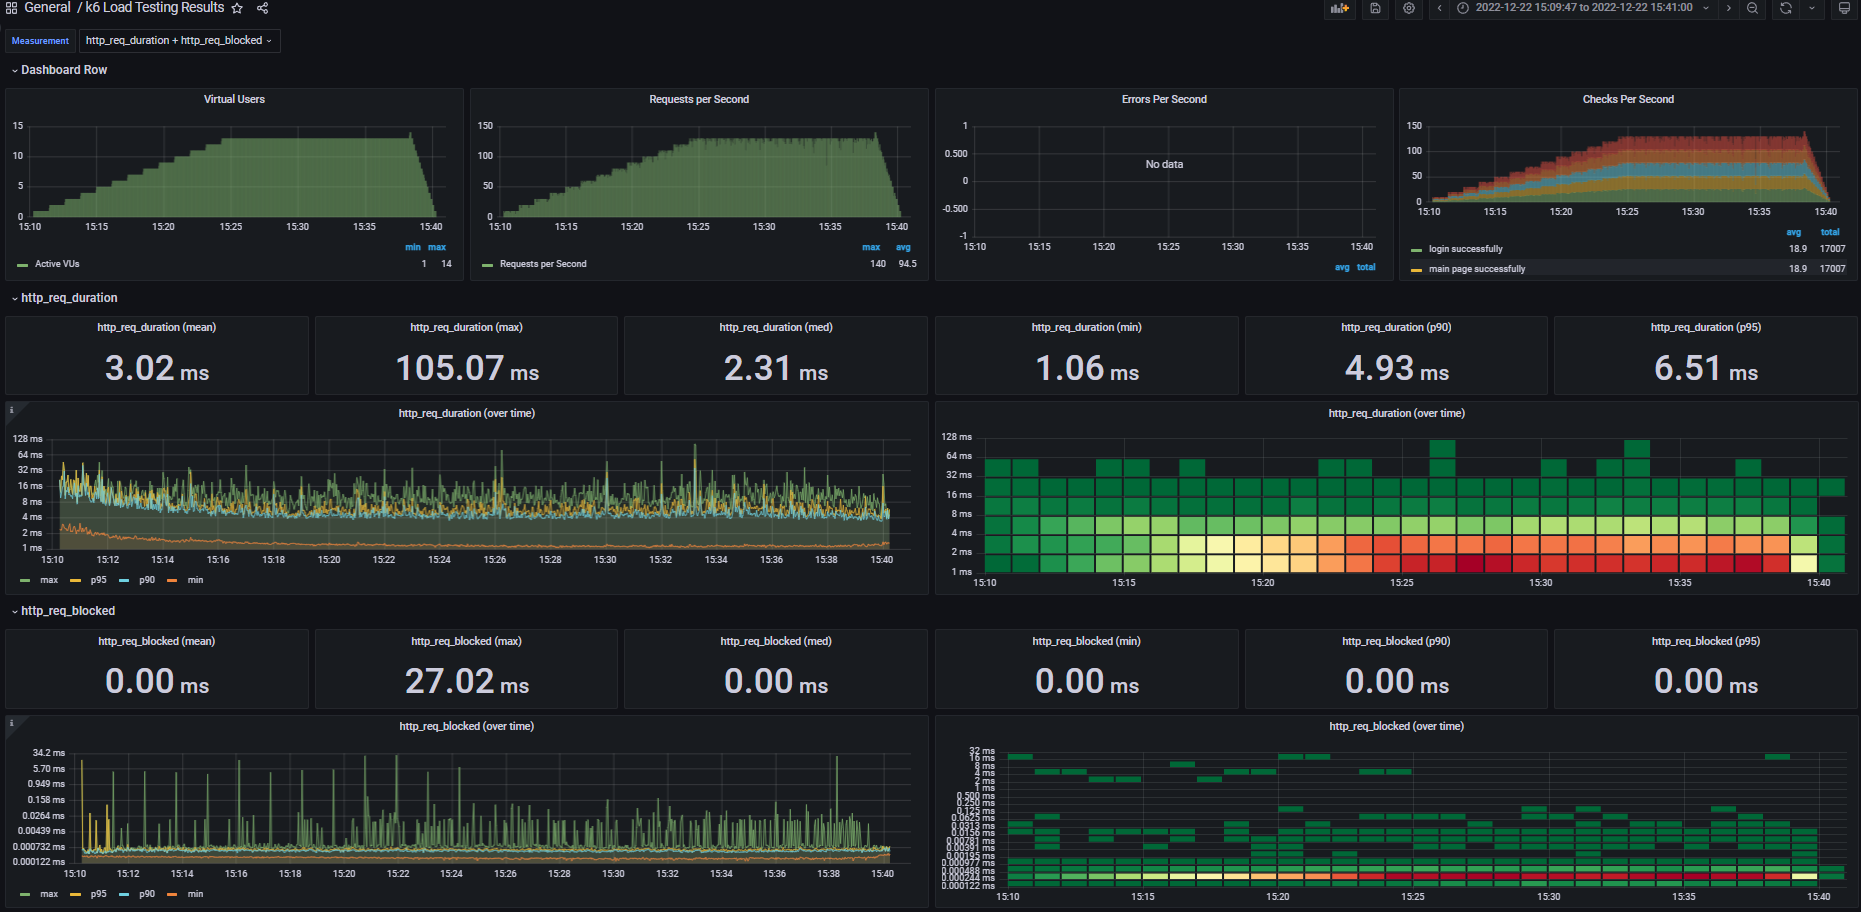 General / k6 Load Testing Results
2022-12-22 15:09:47 to 2022-12-22 15:41:00
Measurement http_req_duration + http_req_blocked
Dashboard Row
Virtual Users
15
10
5
0
15:10 15:15 15:20 15:25 15:30 15:35 15:40
min max
Active VUs 1 14
Requests per Second
150
100
50
0
15:10 15:15 15:20 15:25 15:30 15:35 15:40
max avg
Requests per Second 140 94.5
Errors Per Second
1
0.500
0
-0.500
-1
No data
15:10 15:15 15:20 15:25 15:30 15:35 15:40
avg total
Checks Per Second
150
100
50
0
15:10 15:15 15:20 15:25 15:30 15:35 15:40
avg total
login successfully 18.9 17007
main page successfully 18.9 17007
http_req_duration
http_req_duration (mean)
3.02 ms
http_req_duration (max)
105.07 ms
http_req_duration (med)
2.31 ms
http_req_duration (min)
1.06 ms
http_req_duration (p90)
4.93 ms
http_req_duration (p95)
6.51 ms
http_req_duration (over time)
128 ms
64 ms
32 ms
16 ms
8 ms
4 ms
2 ms
1 ms
15:10 15:12 15:14 15:16 15:18 15:20 15:22 15:24 15:26 15:28 15:30 15:32 15:34 15:36 15:38 15:40
max p95 p90 min
http_req_duration (over time)
128 ms
64 ms
32 ms
16 ms
8 ms
4 ms
2 ms
1 ms
15:10 15:15 15:20 15:25 15:30 15:35 15:40
http_req_blocked
http_req_blocked (mean)
0.00 ms
http_req_blocked (max)
27.02 ms
http_req_blocked (med)
0.00 ms
http_req_blocked (min)
0.00 ms
http_req_blocked (p90)
0.00 ms
http_req_blocked (p95)
0.00 ms
http_req_blocked (over time)
34.2 ms
5.70 ms
0.949 ms
0.158 ms
0.0264 ms
0.00439 ms
0.000732 ms
0.000122 ms
15:10 15:12 15:14 15:16 15:18 15:20 15:22 15:24 15:26 15:28 15:30 15:32 15:34 15:36 15:38 15:40
max p95 p90 min
http_req_blocked (over time)
32 ms
16 ms
8 ms
4 ms
2 ms
1 ms
0.500 ms
0.250 ms
0.125 ms
0.0625 ms
0.0313 ms
0.0156 ms
0.00781 ms
0.00391 ms
0.00195 ms
0.000977 ms
0.000488 ms
0.000244 ms
0.000122 ms
15:10 15:15 15:20 15:25 15:30 15:35 15:40